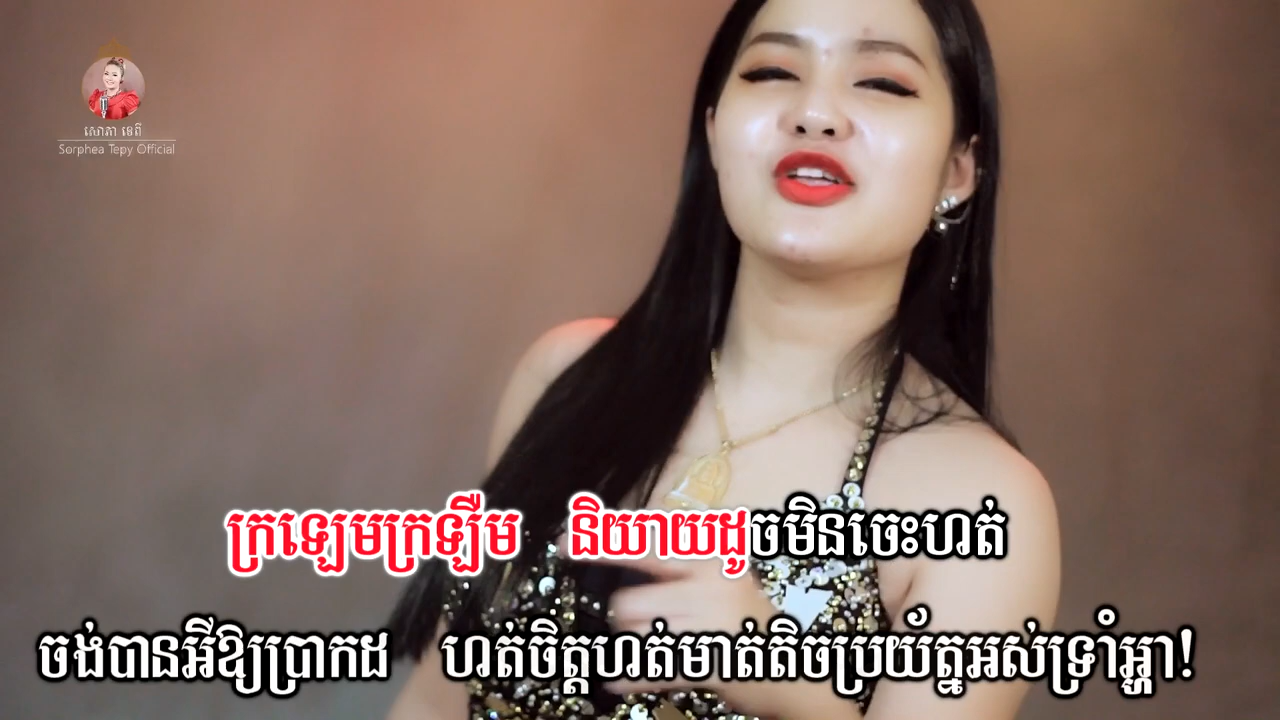 សោភា ទេពី
Sorphea Tepy Official
ក្រឡេមក្រឡឺម និយាយដូចមិនចេះហត់
ចង់បានអីឱ្យប្រាកដ ហត់ចិត្តហត់មាត់តិចប្រយ័ត្នអស់ទ្រាំអ្ហា!